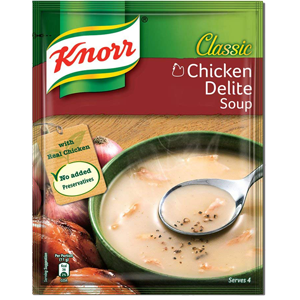 Knorr
Classic
Chicken
Delite
Soup
with
Real Chicken
No added
Preservatives
Serves 4